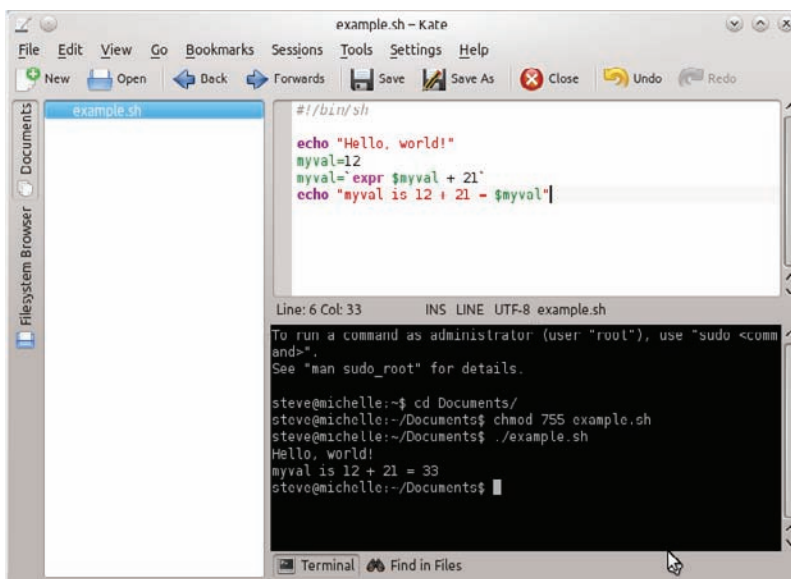 example.sh – Kate
File Edit View Go Bookmarks Sessions Tools Settings Help
New Open Back Forwards Save Save As Close Undo Redo
Documents
Filesystem Browser
example.sh
#!/bin/sh
echo "Hello, world!"
myval=12
myval=`expr $myval + 21`
echo "myval is 12 + 21 = $myval"
Line: 6 Col: 33 INS LINE UTF-8 example.sh
To run a command as administrator (user "root"), use "sudo <comm
and>".
See "man sudo_root" for details.
steve@michelle:~$ cd Documents/
steve@michelle:~/Documents$ chmod 755 example.sh
steve@michelle:~/Documents$ ./example.sh
Hello, world!
myval is 12 + 21 = 33
steve@michelle:~/Documents$
Terminal Find in Files